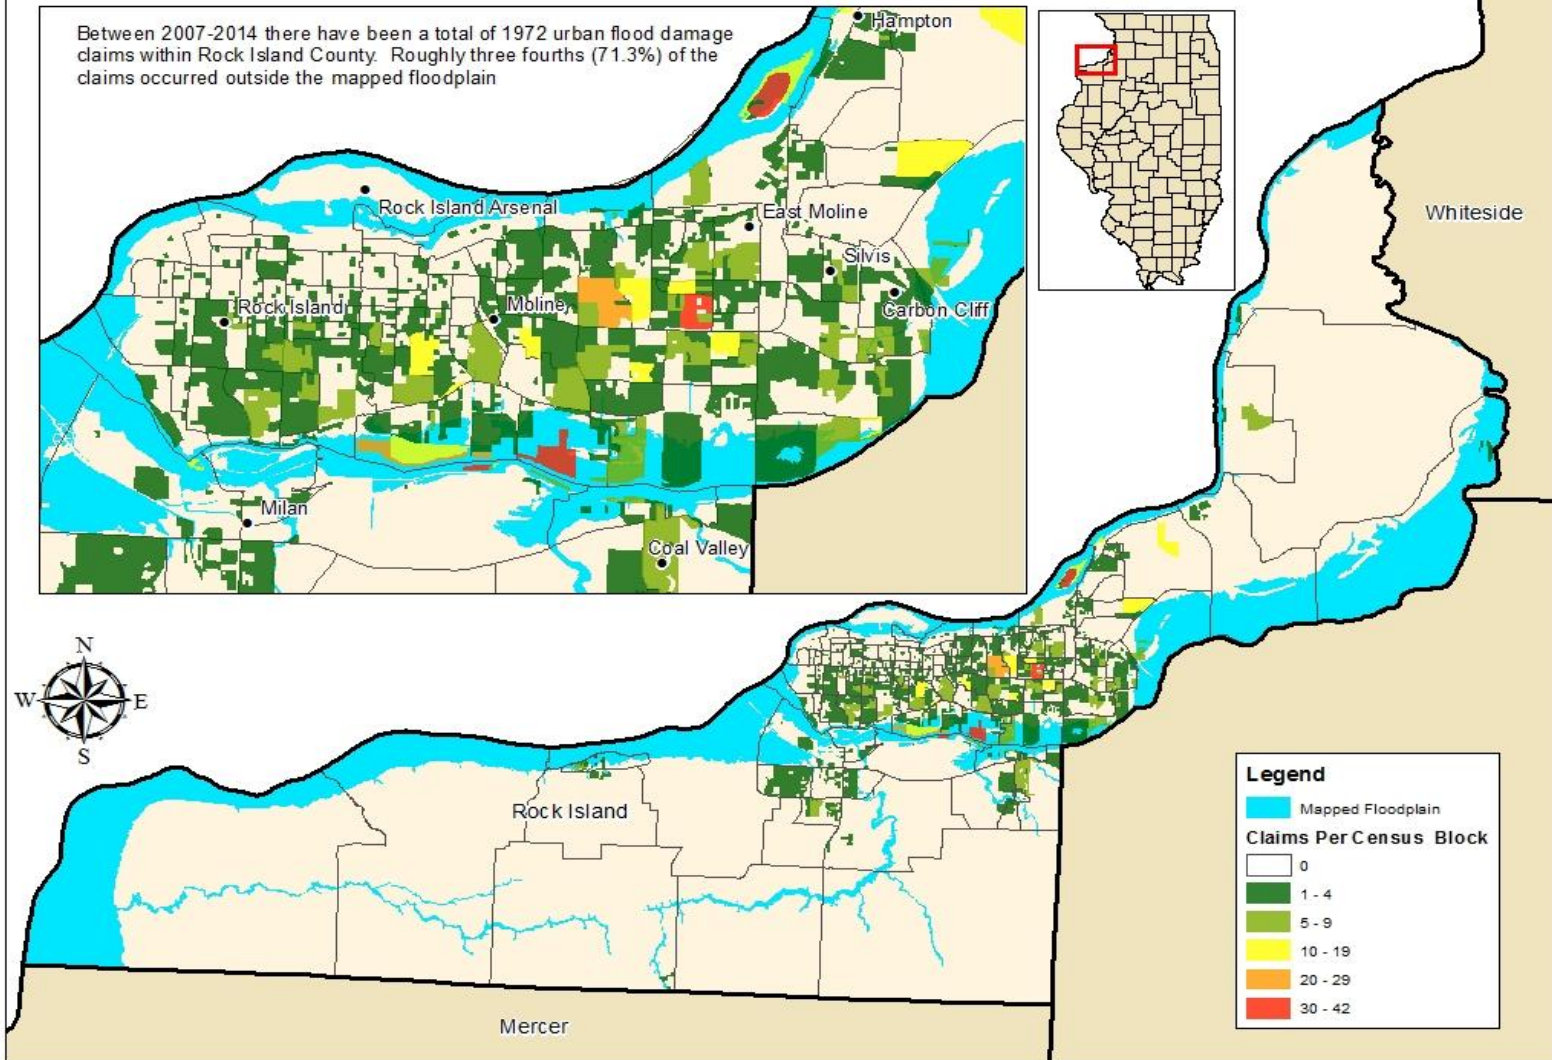 Between 2007-2014 there have been a total of 1972 urban flood damage
claims within Rock Island County. Roughly three fourths (71.3%) of the
claims occurred outside the mapped floodplain
Hampton
Rock Island Arsenal
East Moline
Silvis
Rock Island
Moline
Carbon Cliff
Milan
Coal Valley
Whiteside
N
W
E
S
Rock Island
Mercer
Legend
Mapped Floodplain
Claims Per Census Block
0
1 - 4
5 - 9
10 - 19
20 - 29
30 - 42